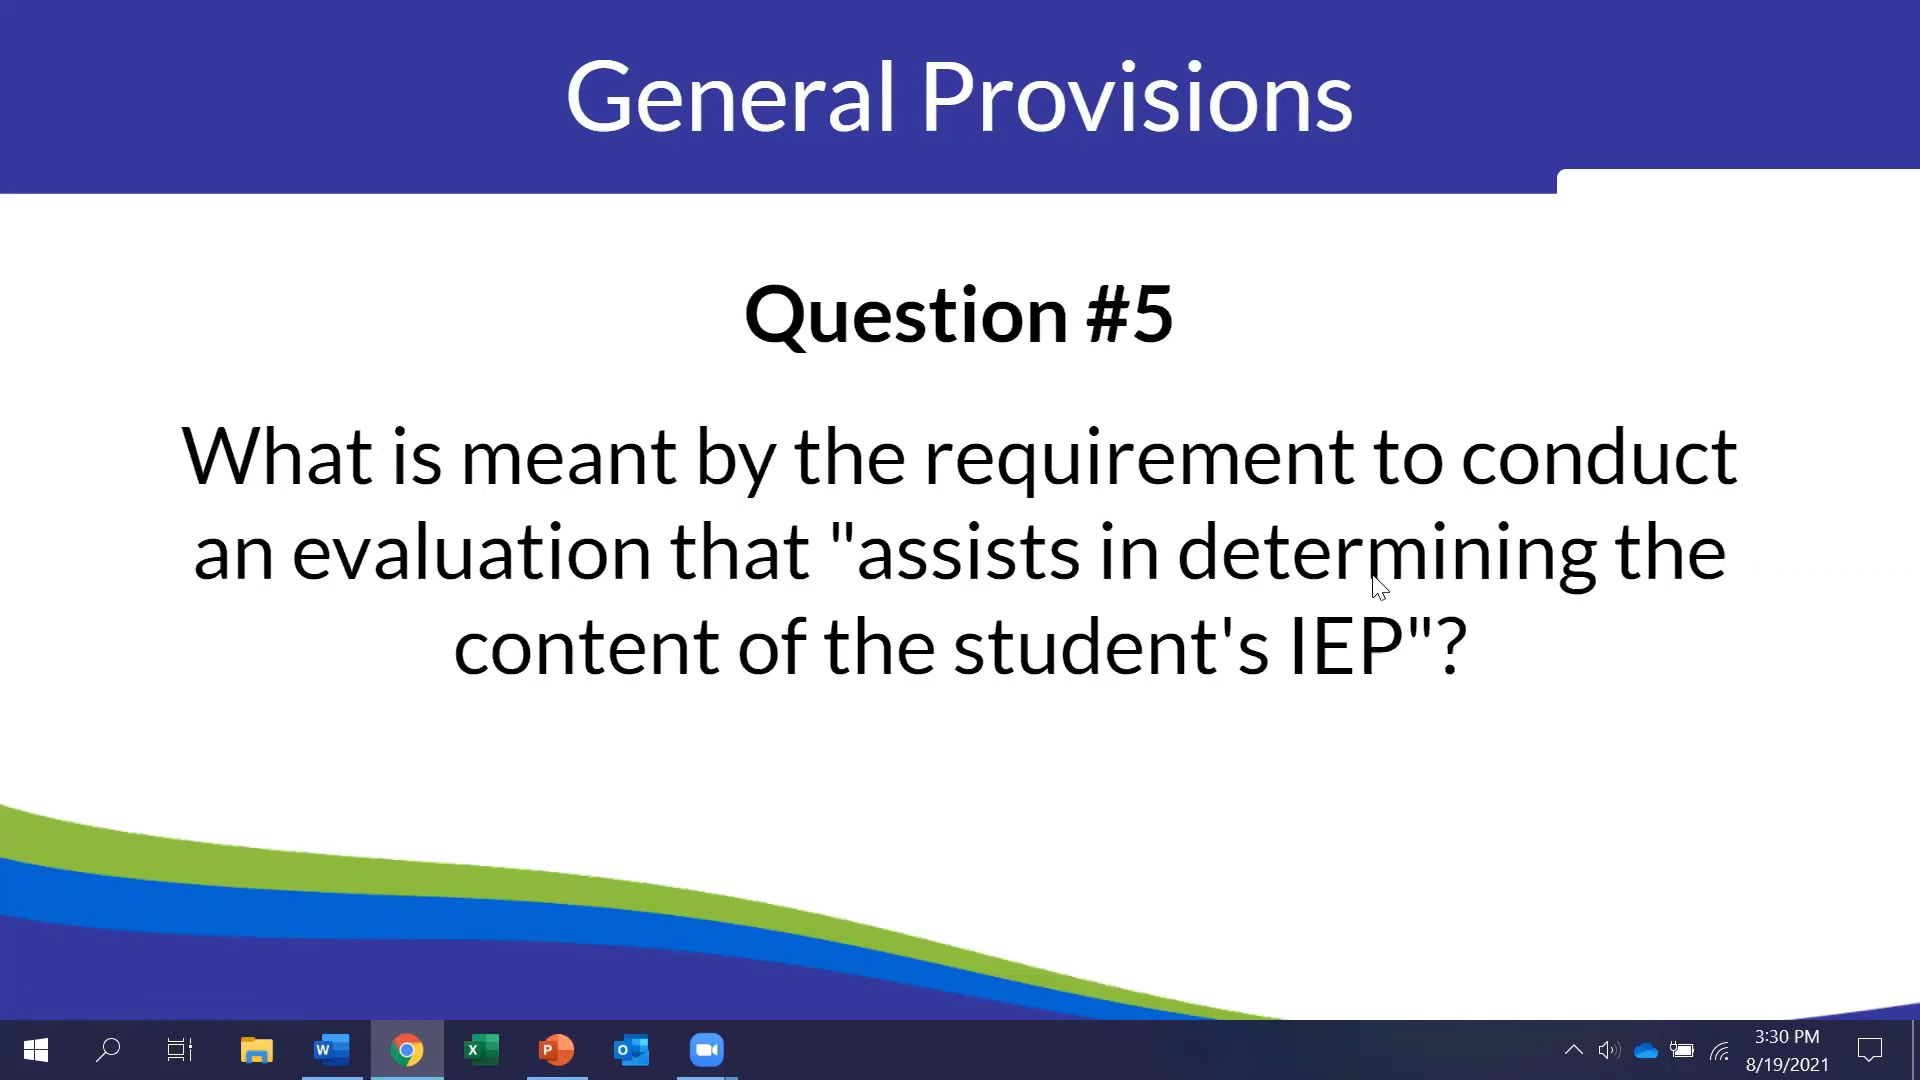 General Provisions
Question #5
What is meant by the requirement to conduct
an evaluation that "assists in determining the
content of the student's IEP"?
W
X
P
O
3:30 PM
8/19/2021